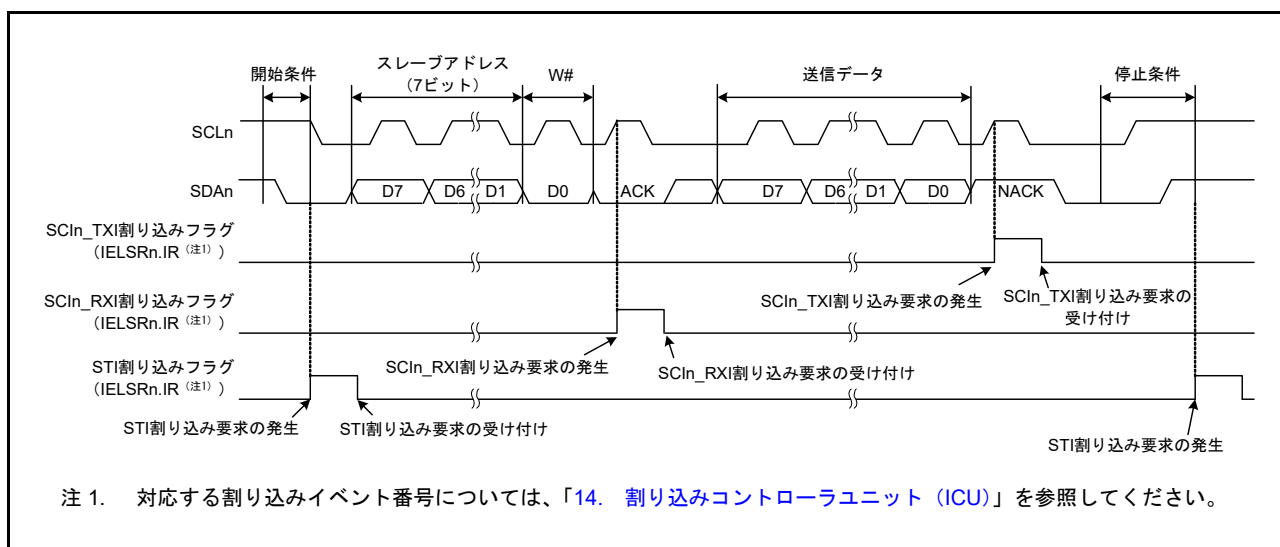 開始条件
スレーブアドレス
(7ビット)
W#
送信データ
停止条件
SCLn
SDAn
D7
D6
D1
D0
ACK
D7
D6
D1
D0
NACK
SCIn_TXI割り込みフラグ
(IELSRn.IR (注1) )
SCIn_TXI割り込み要求の発生
SCIn_TXI割り込み要求の
受け付け
SCIn_RXI割り込みフラグ
(IELSRn.IR (注1) )
SCIn_RXI割り込み要求の発生
SCIn_RXI割り込み要求の受け付け
STI割り込みフラグ
(IELSRn.IR (注1) )
STI割り込み要求の発生
STI割り込み要求の受け付け
STI割り込み要求の発生
注 1. 対応する割り込みイベント番号については、「14. 割り込みコントローラユニット（ICU）」を参照してください。